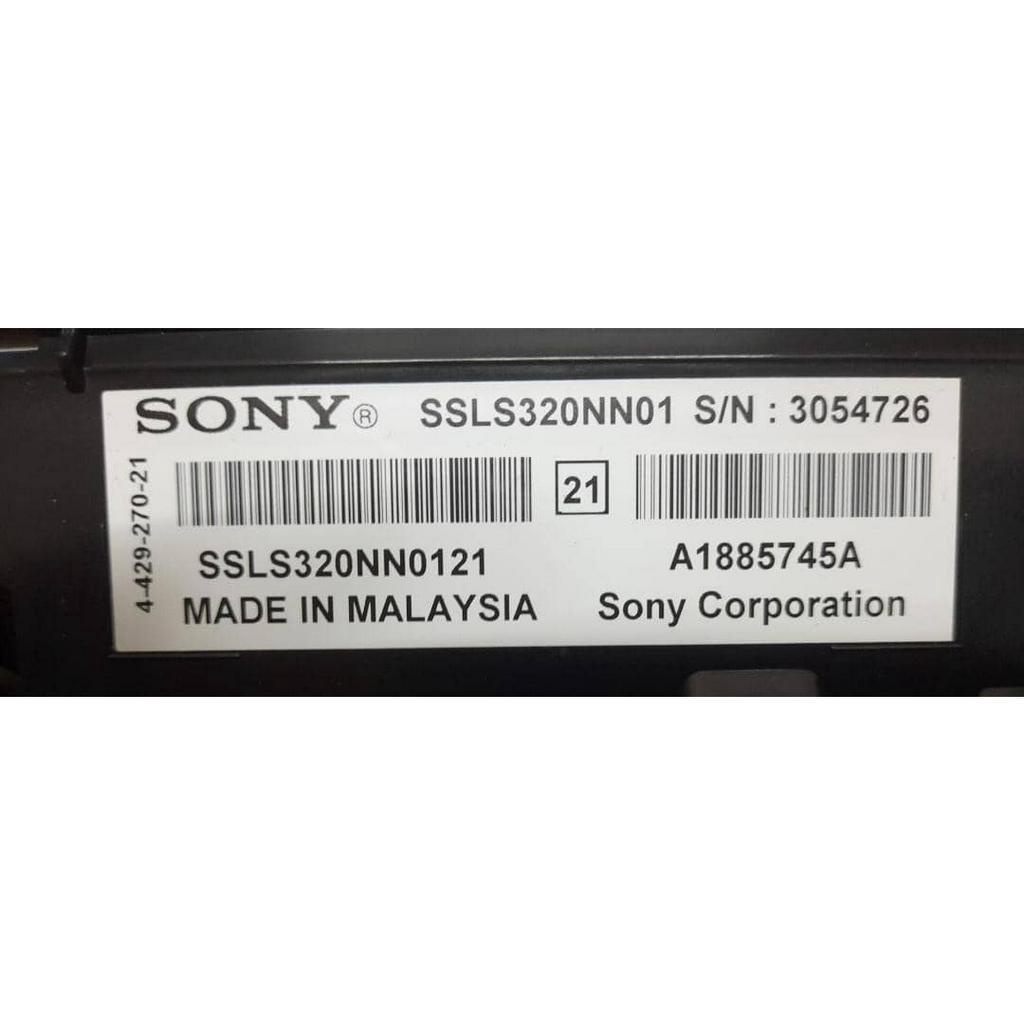 SONY® SSLS320NN01 S/N : 3054726
4-429-270-21
21
SSLS320NN0121 A1885745A
MADE IN MALAYSIA Sony Corporation